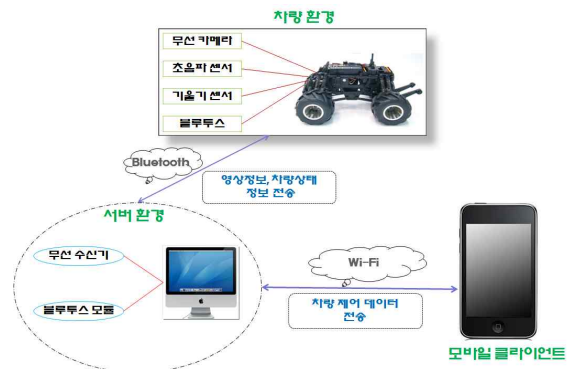 차량 환경
무선 카메라
초음파 센서
기울기 센서
블루투스
Bluetooth
영상정보, 차량상태
정보 전송
서버 환경
무선 수신기
블루투스 모듈
Wi-Fi
차량 제어 데이터
전송
모바일 클라이언트